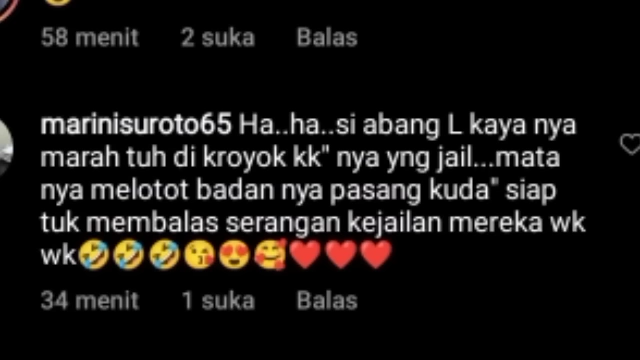 58 menit 2 suka Balas
marinisuroto65 Ha..ha..si abang L kaya nya
marah tuh di kroyok kk" nya yng jail...mata
nya melotot badan nya pasang kuda" siap
tuk membalas serangan kejailan mereka wk
wk🤣🤣🤣😘😍🥰❤️❤️❤️
34 menit 1 suka Balas